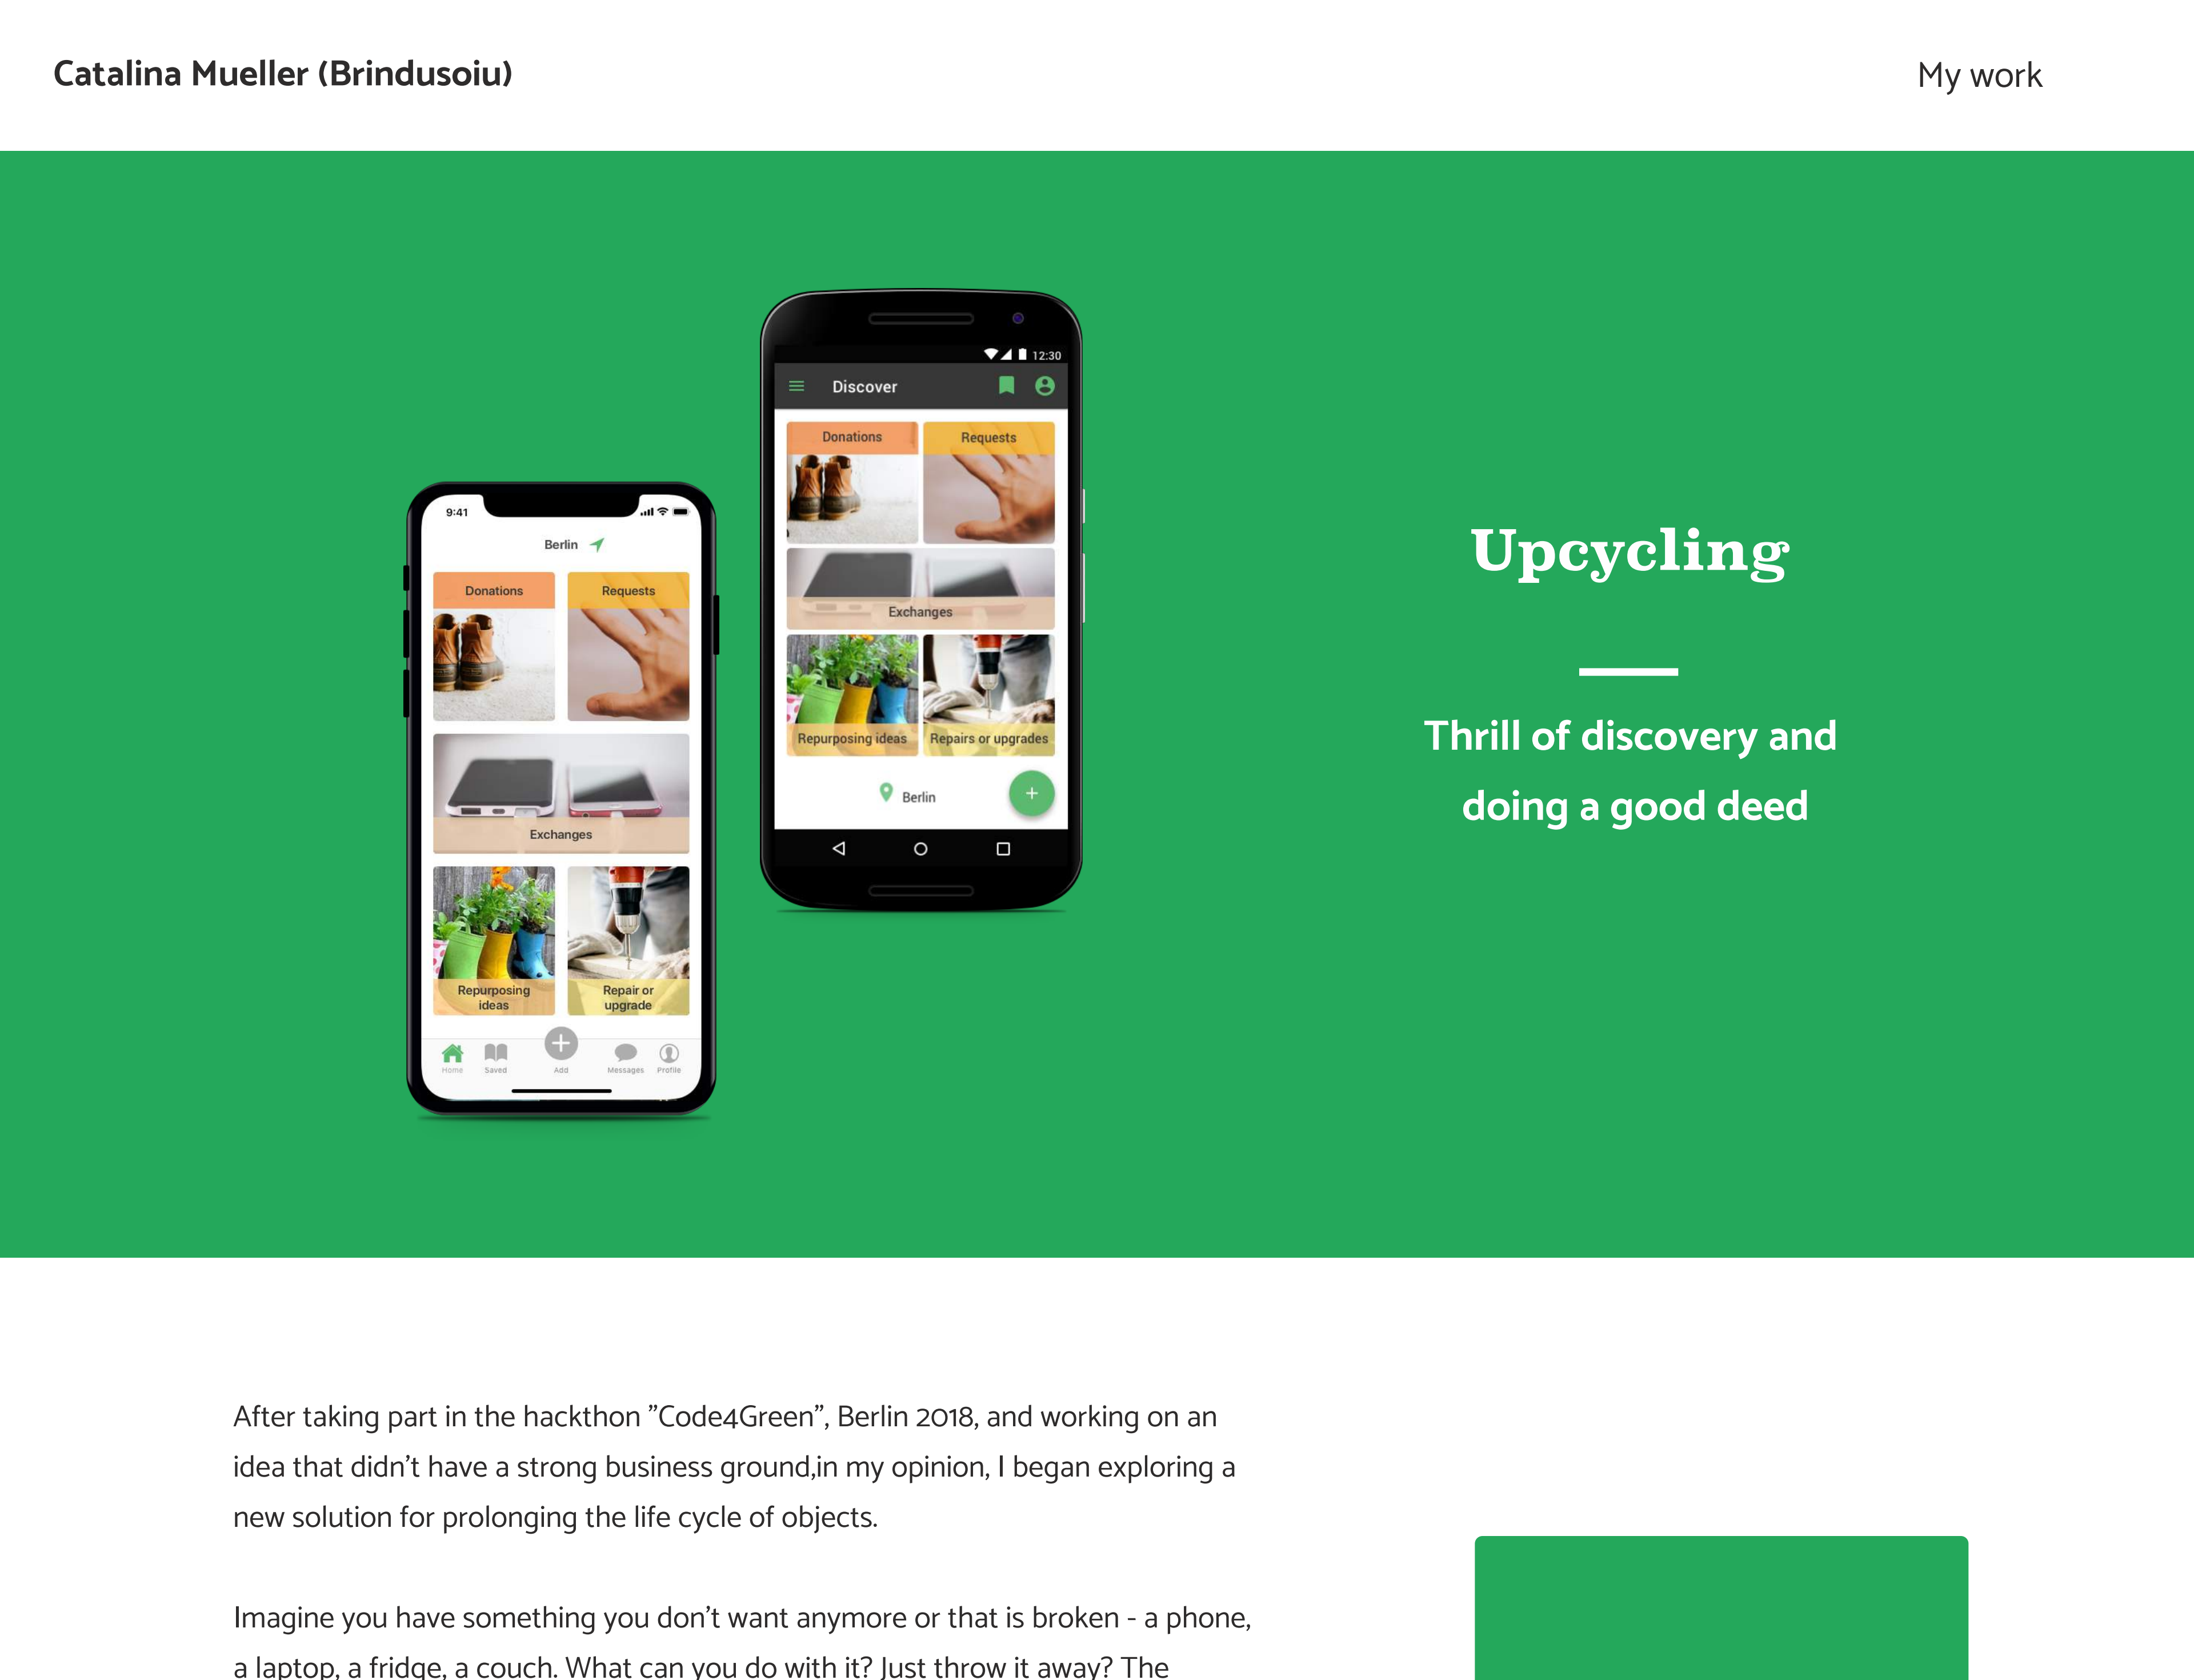 Catalina Mueller (Brindusoiu)
My work
12:30
Discover
Donations
Requests
Exchanges
Repurposing ideas
Repairs or upgrades
Berlin
+
9:41
Berlin
Donations
Requests
Exchanges
Repurposing
ideas
Repair or
upgrade
Home
Saved
Add
Messages
Profile
Upcycling
Thrill of discovery and
doing a good deed
After taking part in the hackthon ”Code4Green”, Berlin 2018, and working on an
idea that didn’t have a strong business ground,in my opinion, I began exploring a
new solution for prolonging the life cycle of objects.
Imagine you have something you don’t want anymore or that is broken - a phone,
a laptop, a fridge, a couch. What can you do with it? Just throw it away? The